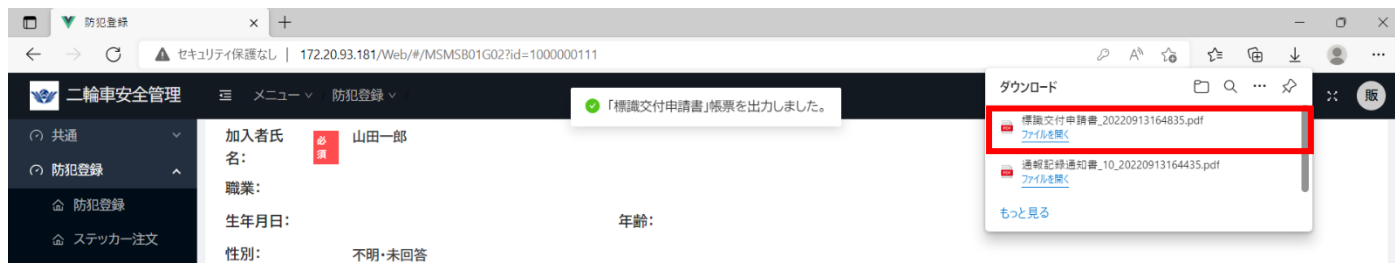 防犯登録
セキュリティ保護なし | 172.20.93.181/Web/#/MSMSB01G02?id=1000000111
二輪車安全管理
メニュー
防犯登録
販
「標識交付申請書」帳票を出力しました。
ダウンロード
標識交付申請書_20220913164835.pdf
ファイルを開く
通報記録通知書_10_20220913164435.pdf
ファイルを開く
もっと見る
共通
防犯登録
防犯登録
ステッカー注文
加入者氏名:
必須
山田一郎
職業:
生年月日:
年齢:
性別:
不明・未回答